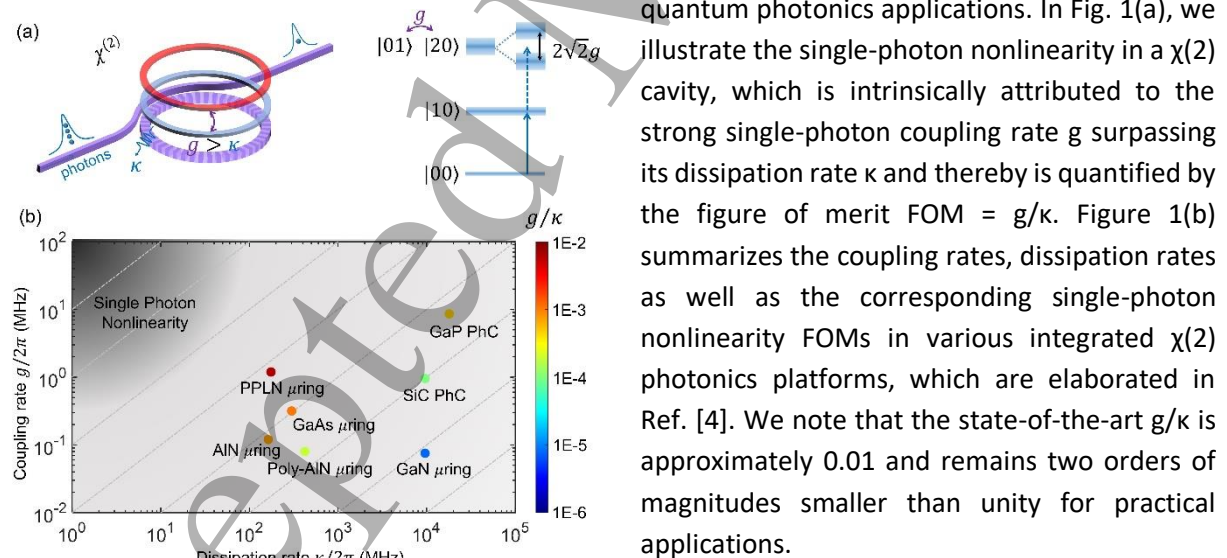 (a)
χ(2)
g
|01⟩ |20⟩
2√2g
|10⟩
|00⟩
g > κ
κ
photons
(b)
g/κ
10² 
10¹
10⁰
10⁻¹
10⁻²
Coupling rate g/2π (MHz)
Single Photon
Nonlinearity
GaP PhC
PPLN μring
SiC PhC
GaAs μring
AlN μring
Poly-AlN μring
GaN μring
1E-2
1E-3
1E-4
1E-5
1E-6
10⁰ 10¹ 10² 10³ 10⁴ 10⁵
Dissipation rate κ/2π (MHz)
quantum photonics applications. In Fig. 1(a), we
illustrate the single-photon nonlinearity in a χ(2)
cavity, which is intrinsically attributed to the
strong single-photon coupling rate g surpassing
its dissipation rate κ and thereby is quantified by
the figure of merit FOM = g/κ. Figure 1(b)
summarizes the coupling rates, dissipation rates
as well as the corresponding single-photon
nonlinearity FOMs in various integrated χ(2)
photonics platforms, which are elaborated in
Ref. [4]. We note that the state-of-the-art g/κ is
approximately 0.01 and remains two orders of
magnitudes smaller than unity for practical
applications.
epted M